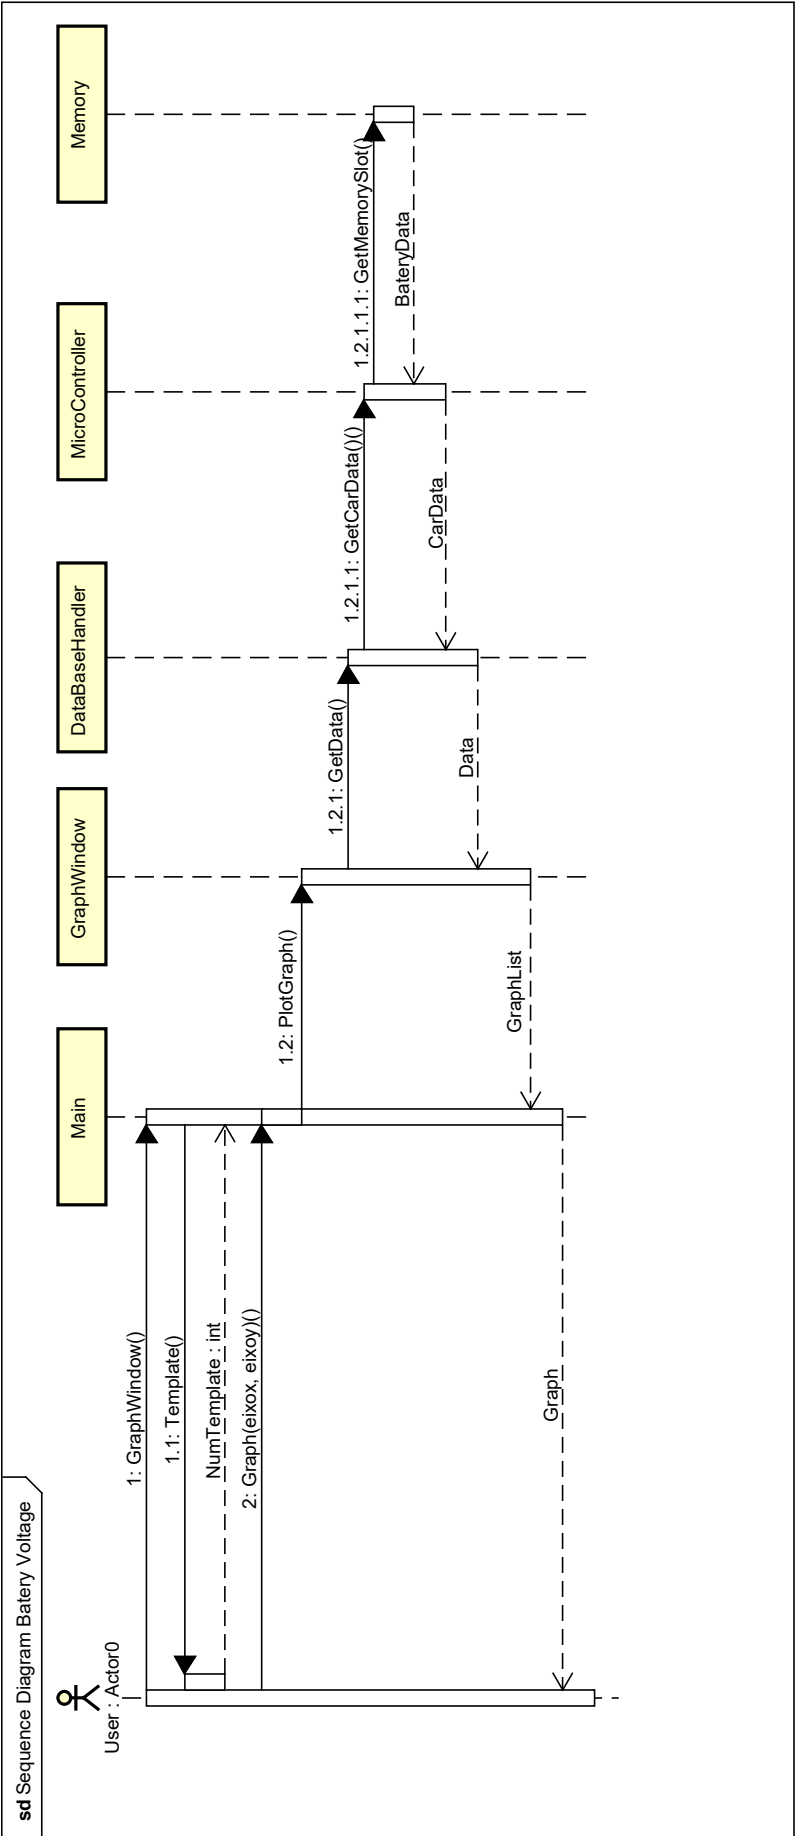 sd Sequence Diagram Batery Voltage
User : Actor0
Main
GraphWindow
DataBaseHandler
MicroController
Memory
1: GraphWindow()
1.1: Template()
NumTemplate : int
2: Graph(eixox, eixoy)()
1.2: PlotGraph()
1.2.1: GetData()
1.2.1.1: GetCarData()()
1.2.1.1.1: GetMemorySlot()
BateryData
CarData
Data
GraphList
Graph